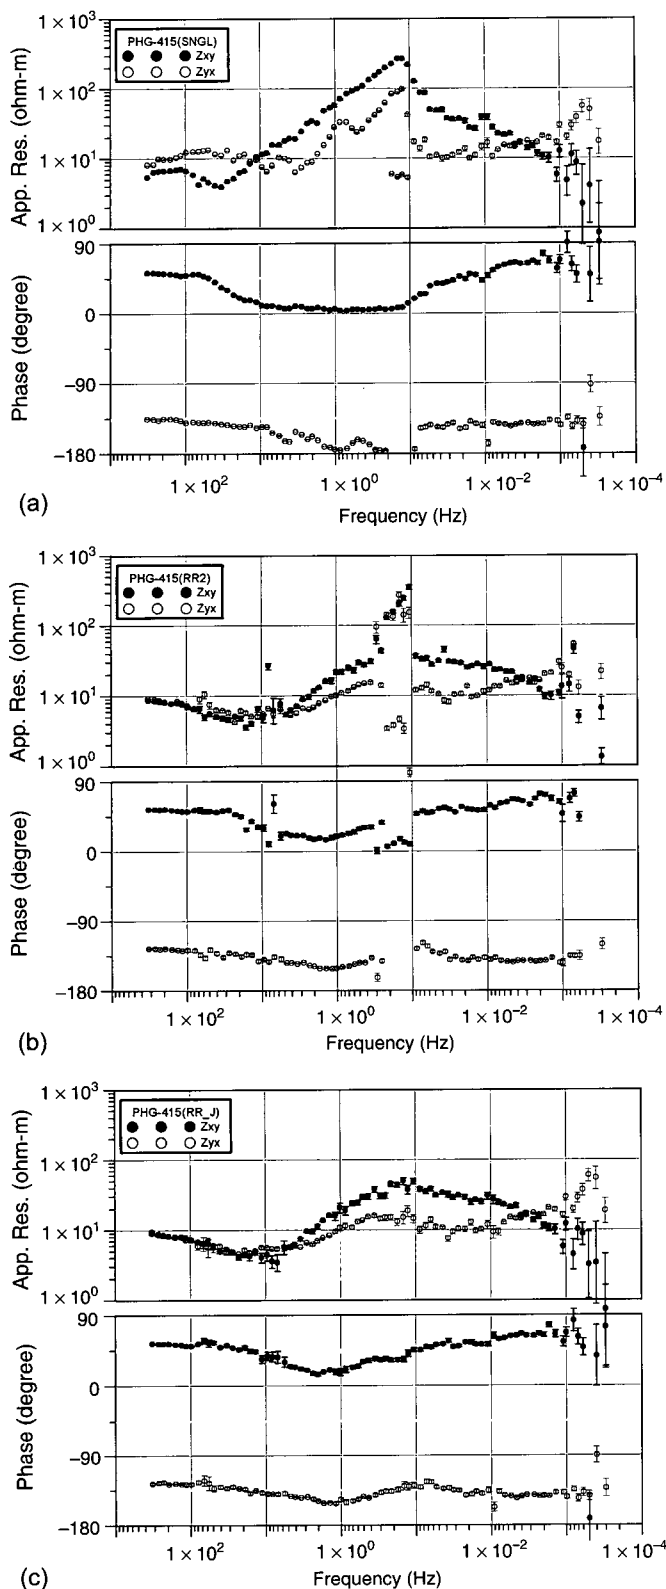 (a)
PHG-415(SNGL)
Zxy
Zyx
App. Res. (ohm-m)
1 × 10³
1 × 10²
1 × 10¹
1 × 10⁰
Phase (degree)
90
0
−90
−180
1 × 10² 1 × 10⁰ 1 × 10⁻² 1 × 10⁻⁴
Frequency (Hz)
(b)
PHG-415(RR2)
Zxy
Zyx
App. Res. (ohm-m)
1 × 10³
1 × 10²
1 × 10¹
1 × 10⁰
Phase (degree)
90
0
−90
−180
1 × 10² 1 × 10⁰ 1 × 10⁻² 1 × 10⁻⁴
Frequency (Hz)
(c)
PHG-415(RR_J)
Zxy
Zyx
App. Res. (ohm-m)
1 × 10³
1 × 10²
1 × 10¹
1 × 10⁰
Phase (degree)
90
0
−90
−180
1 × 10² 1 × 10⁰ 1 × 10⁻² 1 × 10⁻⁴
Frequency (Hz)